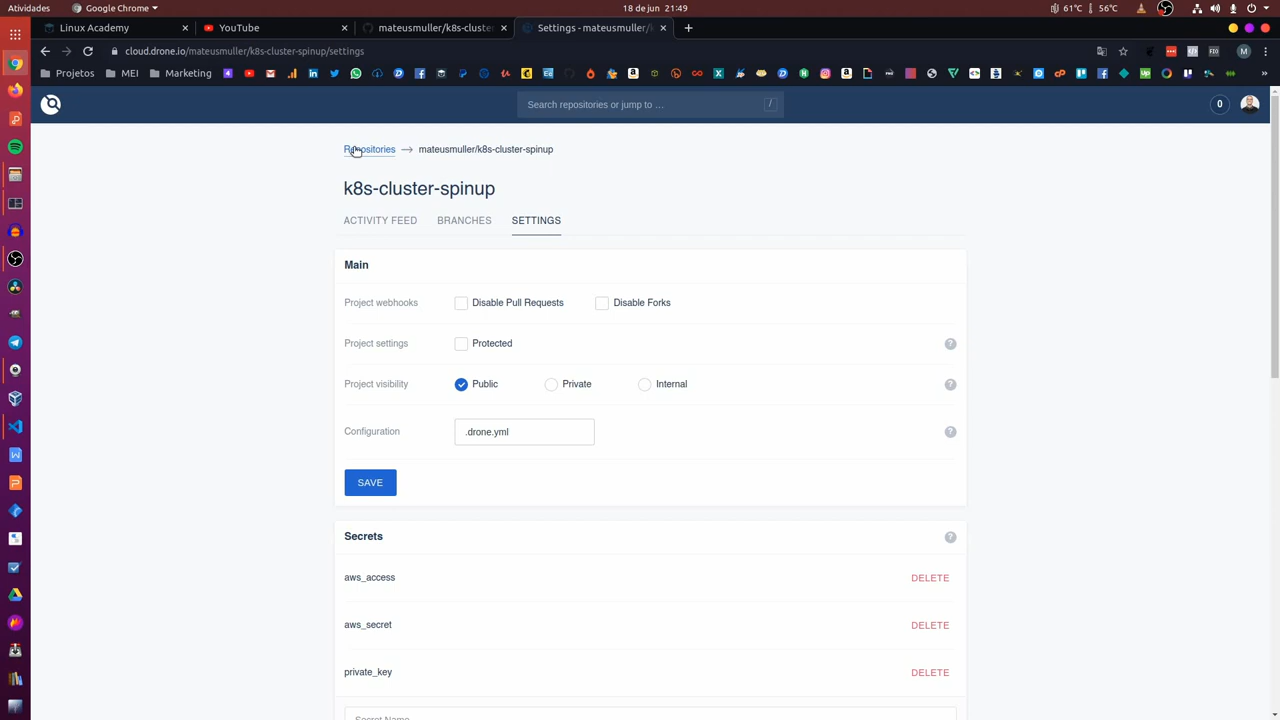 Atividades
Google Chrome
18 de jun 21:49
61°C
56°C
Linux Academy
YouTube
mateusmuller/k8s-cluste
Settings - mateusmuller/k
cloud.drone.io/mateusmuller/k8s-cluster-spinup/settings
M
Projetos
MEI
Marketing
Search repositories or jump to …
/
0
Repositories
mateusmuller/k8s-cluster-spinup
k8s-cluster-spinup
ACTIVITY FEED
BRANCHES
SETTINGS
Main
Project webhooks
Disable Pull Requests
Disable Forks
Project settings
Protected
?
Project visibility
Public
Private
Internal
?
Configuration
.drone.yml
?
SAVE
Secrets
?
aws_access
DELETE
aws_secret
DELETE
private_key
DELETE
Secret Name